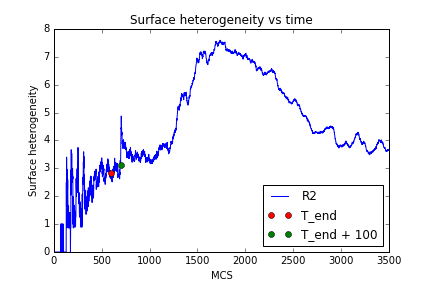 Surface heterogeneity vs time
8
7
6
5
4
3
2
1
0
Surface heterogeneity
0 500 1000 1500 2000 2500 3000 3500
MCS
R2
T_end
T_end + 100